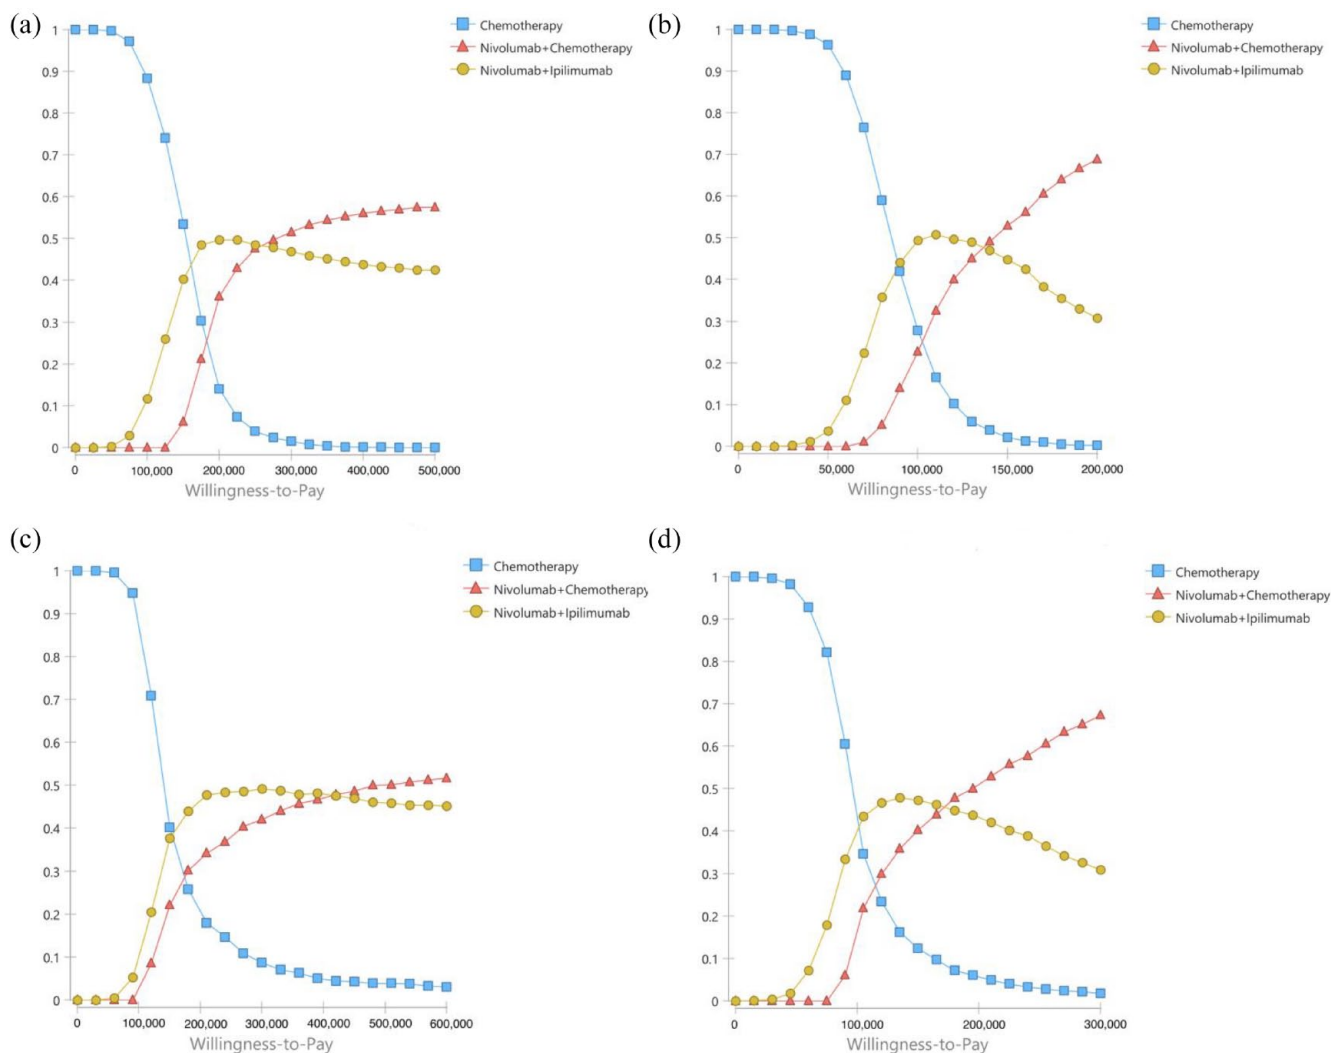 (a)
Chemotherapy
Nivolumab+Chemotherapy
Nivolumab+Ipilimumab
1
0.9
0.8
0.7
0.6
0.5
0.4
0.3
0.2
0.1
0
0 100,000 200,000 300,000 400,000 500,000
Willingness-to-Pay
(b)
Chemotherapy
Nivolumab+Chemotherapy
Nivolumab+Ipilimumab
1
0.9
0.8
0.7
0.6
0.5
0.4
0.3
0.2
0.1
0
0 50,000 100,000 150,000 200,000
Willingness-to-Pay
(c)
Chemotherapy
Nivolumab+Chemotherapy
Nivolumab+Ipilimumab
1
0.9
0.8
0.7
0.6
0.5
0.4
0.3
0.2
0.1
0
0 100,000 200,000 300,000 400,000 500,000 600,000
Willingness-to-Pay
(d)
Chemotherapy
Nivolumab+Chemotherapy
Nivolumab+Ipilimumab
1
0.9
0.8
0.7
0.6
0.5
0.4
0.3
0.2
0.1
0
0 100,000 200,000 300,000
Willingness-to-Pay